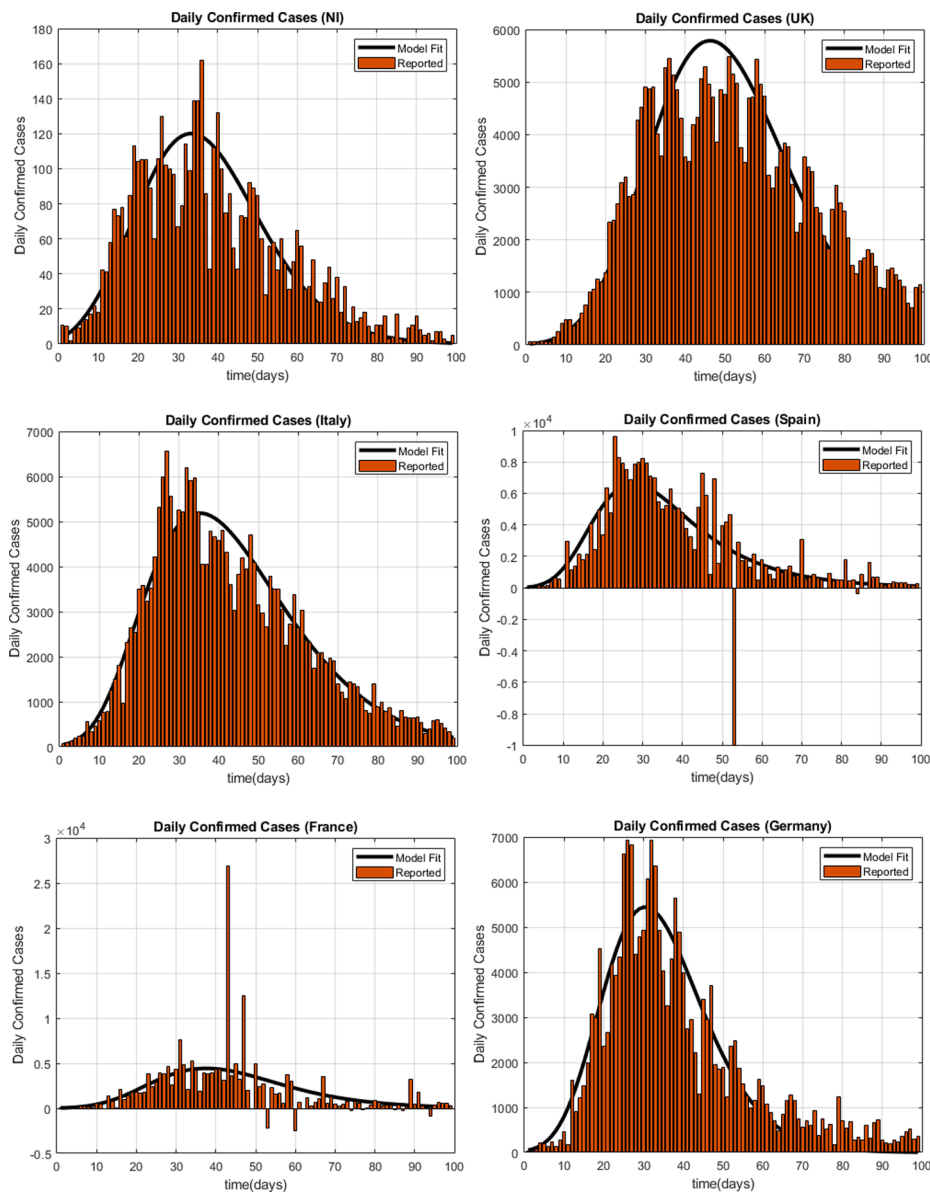 Daily Confirmed Cases (NI)
Daily Confirmed Cases
180
160
140
120
100
80
60
40
20
0
Model Fit
Reported
0 10 20 30 40 50 60 70 80 90 100
time(days)
Daily Confirmed Cases (UK)
Daily Confirmed Cases
6000
5000
4000
3000
2000
1000
0
Model Fit
Reported
0 10 20 30 40 50 60 70 80 90 100
time(days)
Daily Confirmed Cases (Italy)
Daily Confirmed Cases
7000
6000
5000
4000
3000
2000
1000
0
Model Fit
Reported
0 10 20 30 40 50 60 70 80 90 100
time(days)
Daily Confirmed Cases (Spain)
Daily Confirmed Cases
×10⁴
1
0.8
0.6
0.4
0.2
0
-0.2
-0.4
-0.6
-0.8
-1
Model Fit
Reported
0 10 20 30 40 50 60 70 80 90 100
time(days)
Daily Confirmed Cases (France)
Daily Confirmed Cases
×10⁴
3
2.5
2
1.5
1
0.5
0
-0.5
Model Fit
Reported
0 10 20 30 40 50 60 70 80 90 100
time(days)
Daily Confirmed Cases (Germany)
Daily Confirmed Cases
7000
6000
5000
4000
3000
2000
1000
0
Model Fit
Reported
0 10 20 30 40 50 60 70 80 90 100
time(days)